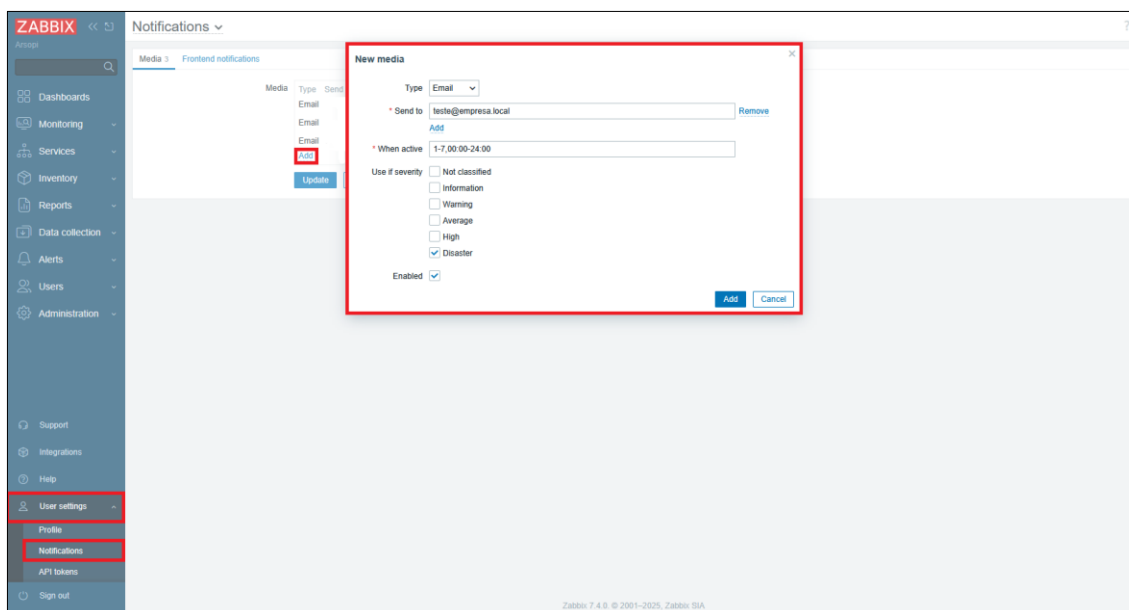 ZABBIX
Notifications
?
Arsopi
Media 3 Frontend notifications
Dashboards
Monitoring
Services
Inventory
Reports
Data collection
Alerts
Users
Administration
Support
Integrations
Help
User settings
Profile
Notifications
API tokens
Sign out
Media Type Send
Email
Email
Email
Add
Update
New media
Type Email
* Send to teste@empresa.local Remove
Add
* When active 1-7,00:00-24:00
Use if severity Not classified
Information
Warning
Average
High
Disaster
Enabled
Add Cancel
Zabbix 7.4.9. © 2001–2025, Zabbix SIA